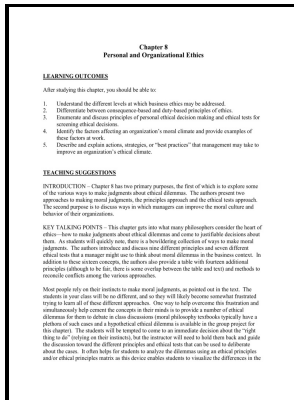 Chapter 8
Personal and Organizational Ethics
LEARNING OUTCOMES
After studying this chapter, you should be able to:
1. Understand the different levels at which business ethics may be addressed.
2. Differentiate between consequence-based and duty-based principles of ethics.
3. Enumerate and discuss principles of personal ethical decision making and ethical tests for
screening ethical decisions.
4. Identify the factors affecting an organization's moral climate and provide examples of
these factors at work.
5. Describe and explain actions, strategies, or "best practices" that management may take to
improve an organization's ethical climate.
TEACHING SUGGESTIONS
INTRODUCTION – Chapter 8 has two primary purposes, the first of which is to explore some
of the various ways to make judgments about ethical dilemmas. The authors present two
approaches to making moral judgments, the principles approach and the ethical tests approach.
The second purpose is to discuss ways in which managers can improve the moral culture and
behavior of their organizations.
KEY TALKING POINTS – This chapter gets into what many philosophers consider the heart of
ethics—how to make judgments about ethical dilemmas and come to justifiable decisions about
them. As students will quickly note, there is a bewildering collection of ways to make moral
judgments. The authors introduce and discuss nine different principles and seven different
ethical tests that a manager might use to think about moral dilemmas in the business context. In
addition to these sixteen concepts, the authors also provide a table with fourteen additional
principles (although to be fair, there is some overlap between the table and text) and methods to
reconcile conflicts among the various approaches.
Most people rely on their instincts to make moral judgments, as pointed out in the text. The
students in your class will be no different, and so they will likely become somewhat frustrated
trying to learn all of these different approaches. One way to help overcome this frustration and
simultaneously help cement the concepts in their minds is to provide a number of ethical
dilemmas for them to debate in class discussions (moral philosophy textbooks typically have a
plethora of such cases and a hypothetical ethical dilemma is available in the group project for
this chapter). The students will be tempted to come to an immediate decision about the "right
thing to do" (relying on their instincts), but the instructor will need to hold them back and guide
the discussion toward the different principles and ethical tests that can be used to deliberate
about the cases. It often helps for students to analyze the dilemmas using an ethical principles
and/or ethical principles matrix as this device enables students to visualize the differences in the